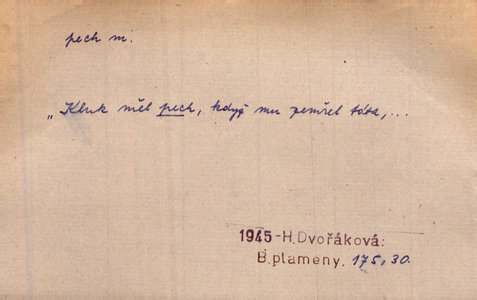 pech m.
„Kluk měl pech, když mu zemřel táta,...
1945-H.Dvořáková:
B.plameny. 175,30.